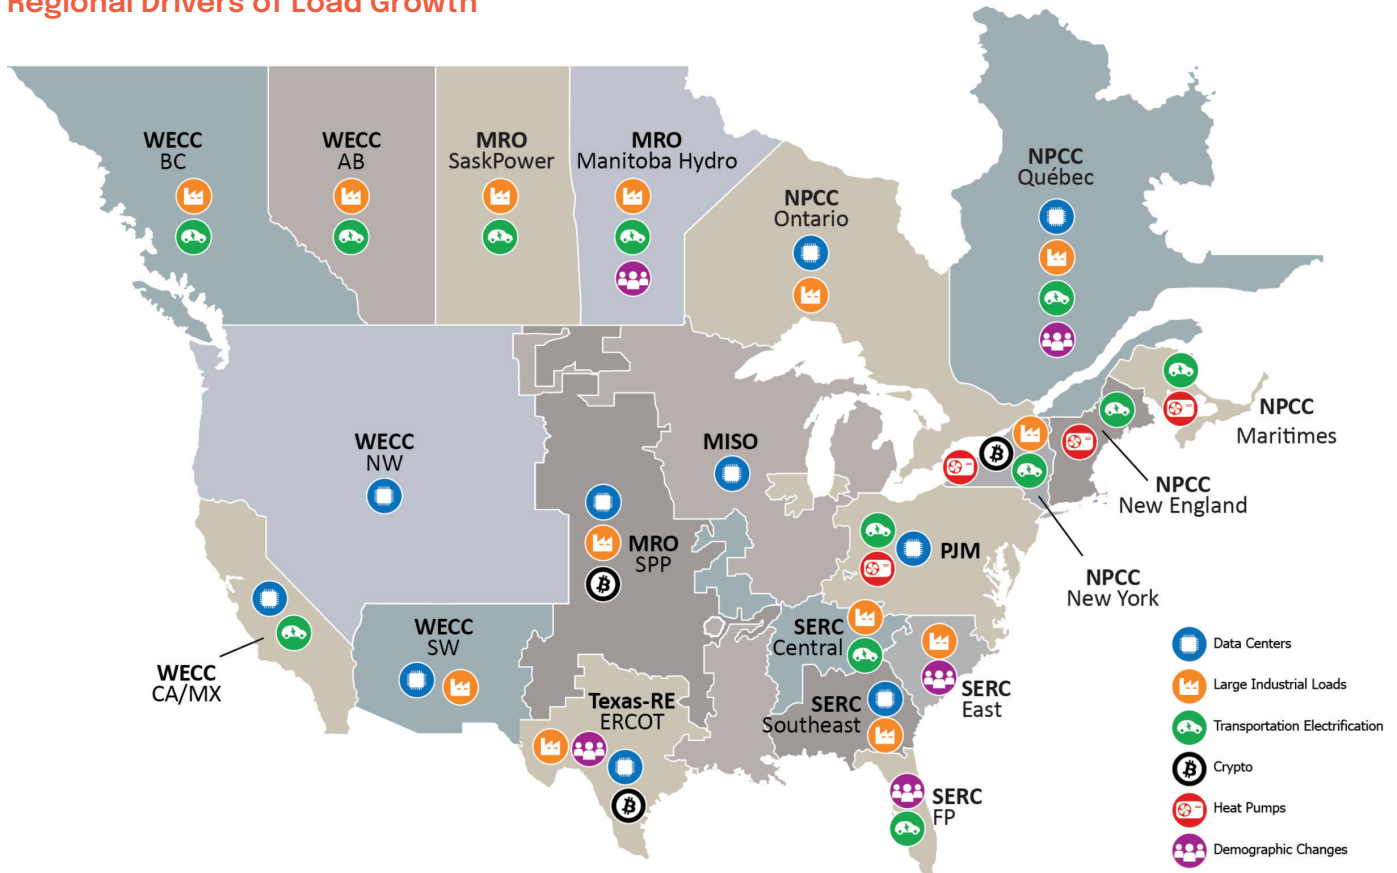 Regional Drivers of Load Growth
WECC
BC
WECC
AB
MRO
SaskPower
MRO
Manitoba Hydro
NPCC
Ontario
NPCC
Québec
WECC
NW
MISO
MRO
SPP
NPCC
Maritimes
NPCC
New England
NPCC
New York
PJM
WECC
CA/MX
WECC
SW
Texas-RE
ERCOT
SERC
Central
SERC
Southeast
SERC
East
SERC
FP
Data Centers
Large Industrial Loads
Transportation Electrification
Crypto
Heat Pumps
Demographic Changes